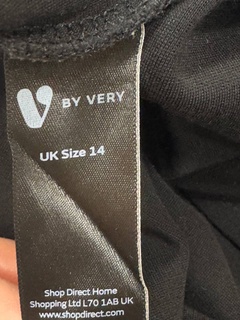 V BY VERY
UK Size 14
Shop Direct Home
Shopping Ltd L70 1AB UK
www.shopdirect.com